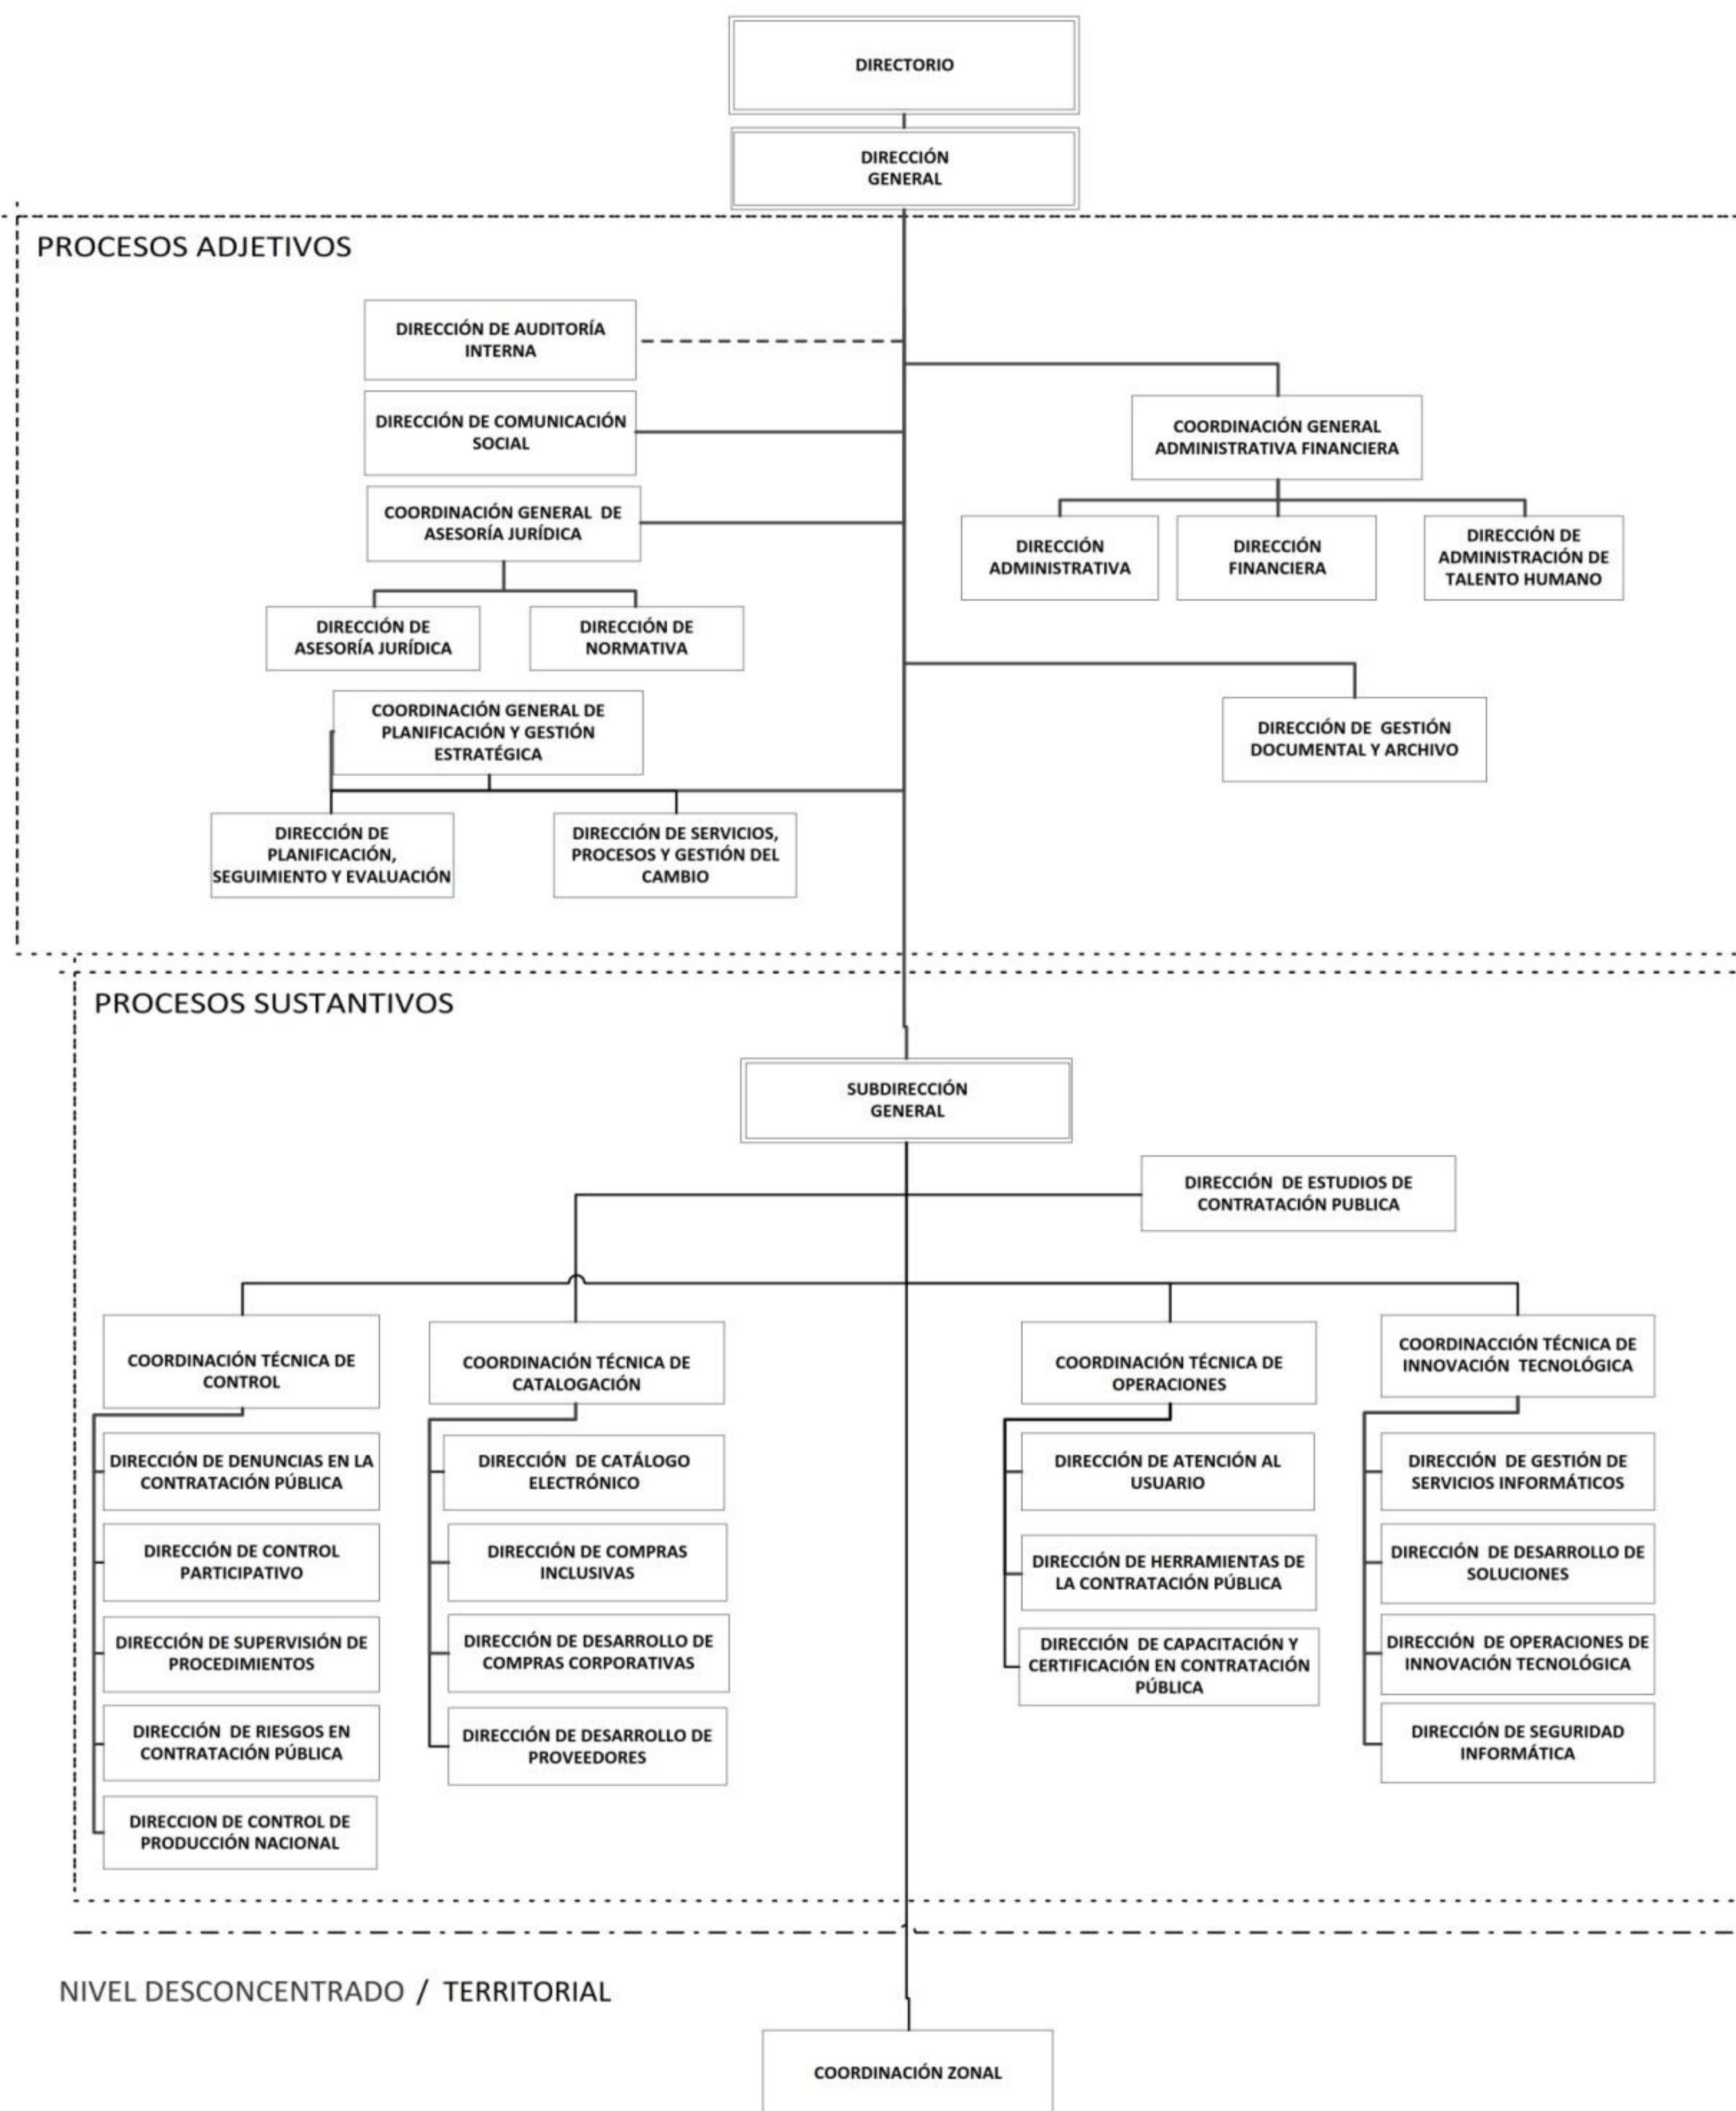 DIRECTORIO
DIRECCIÓN
GENERAL
PROCESOS ADJETIVOS
DIRECCIÓN DE AUDITORÍA
INTERNA
DIRECCIÓN DE COMUNICACIÓN
SOCIAL
COORDINACIÓN GENERAL DE
ASESORÍA JURÍDICA
DIRECCIÓN DE
ASESORÍA JURÍDICA
DIRECCIÓN DE
NORMATIVA
COORDINACIÓN GENERAL DE
PLANIFICACIÓN Y GESTIÓN
ESTRATÉGICA
DIRECCIÓN DE
PLANIFICACIÓN,
SEGUIMIENTO Y EVALUACIÓN
DIRECCIÓN DE SERVICIOS,
PROCESOS Y GESTIÓN DEL
CAMBIO
COORDINACIÓN GENERAL
ADMINISTRATIVA FINANCIERA
DIRECCIÓN
ADMINISTRATIVA
DIRECCIÓN
FINANCIERA
DIRECCIÓN DE
ADMINISTRACIÓN DE
TALENTO HUMANO
DIRECCIÓN DE GESTIÓN
DOCUMENTAL Y ARCHIVO
PROCESOS SUSTANTIVOS
SUBDIRECCIÓN
GENERAL
DIRECCIÓN DE ESTUDIOS DE
CONTRATACIÓN PUBLICA
COORDINACIÓN TÉCNICA DE
CONTROL
DIRECCIÓN DE DENUNCIAS EN LA
CONTRATACIÓN PÚBLICA
DIRECCIÓN DE CONTROL
PARTICIPATIVO
DIRECCIÓN DE SUPERVISIÓN DE
PROCEDIMIENTOS
DIRECCIÓN DE RIESGOS EN
CONTRATACIÓN PÚBLICA
DIRECCION DE CONTROL DE
PRODUCCIÓN NACIONAL
COORDINACIÓN TÉCNICA DE
CATALOGACIÓN
DIRECCIÓN DE CATÁLOGO
ELECTRÓNICO
DIRECCIÓN DE COMPRAS
INCLUSIVAS
DIRECCIÓN DE DESARROLLO DE
COMPRAS CORPORATIVAS
DIRECCIÓN DE DESARROLLO DE
PROVEEDORES
COORDINACIÓN TÉCNICA DE
OPERACIONES
DIRECCIÓN DE ATENCIÓN AL
USUARIO
DIRECCIÓN DE HERRAMIENTAS DE
LA CONTRATACIÓN PÚBLICA
DIRECCIÓN DE CAPACITACIÓN Y
CERTIFICACIÓN EN CONTRATACIÓN
PÚBLICA
COORDINACCIÓN TÉCNICA DE
INNOVACIÓN TECNOLÓGICA
DIRECCIÓN DE GESTIÓN DE
SERVICIOS INFORMÁTICOS
DIRECCIÓN DE DESARROLLO DE
SOLUCIONES
DIRECCIÓN DE OPERACIONES DE
INNOVACIÓN TECNOLÓGICA
DIRECCIÓN DE SEGURIDAD
INFORMÁTICA
NIVEL DESCONCENTRADO / TERRITORIAL
COORDINACIÓN ZONAL